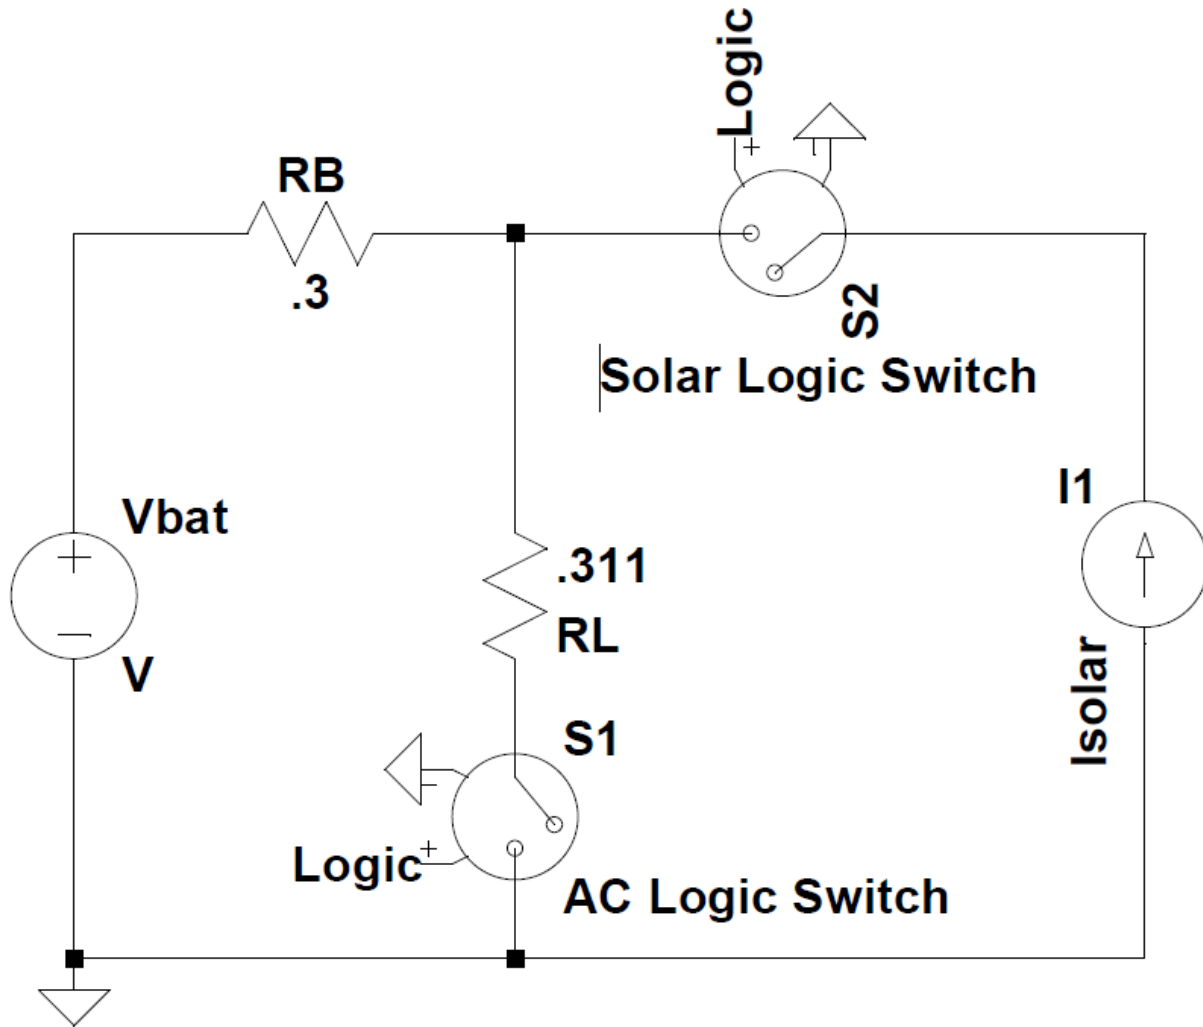 Logic
+
-
RB
.3
S2
Solar Logic Switch
Vbat
+
-
V
I1
.311
RL
Isolar
S1
-
Logic
+
AC Logic Switch